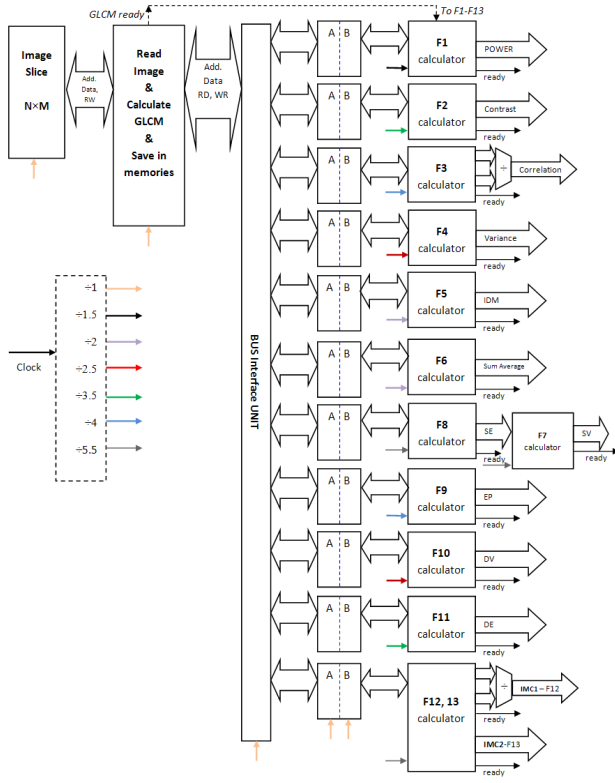 GLCM ready
To F1-F13
Image
Slice
N×M
Add.
Data,
RW
Read
Image
&
Calculate
GLCM
&
Save in
memories
Add.
Data
RD, WR
BUS Interface UNIT
A B
F1
calculator
POWER
ready
A B
F2
calculator
Contrast
ready
A B
F3
calculator
÷
Correlation
ready
A B
F4
calculator
Variance
ready
A B
F5
calculator
IDM
ready
A B
F6
calculator
Sum Average
ready
A B
F8
calculator
SE
ready
F7
calculator
SV
ready
A B
F9
calculator
EP
ready
A B
F10
calculator
DV
ready
A B
F11
calculator
DE
ready
A B
F12, 13
calculator
÷
IMC1 – F12
ready
IMC2-F13
ready
Clock
÷1
÷1.5
÷2
÷2.5
÷3.5
÷4
÷5.5